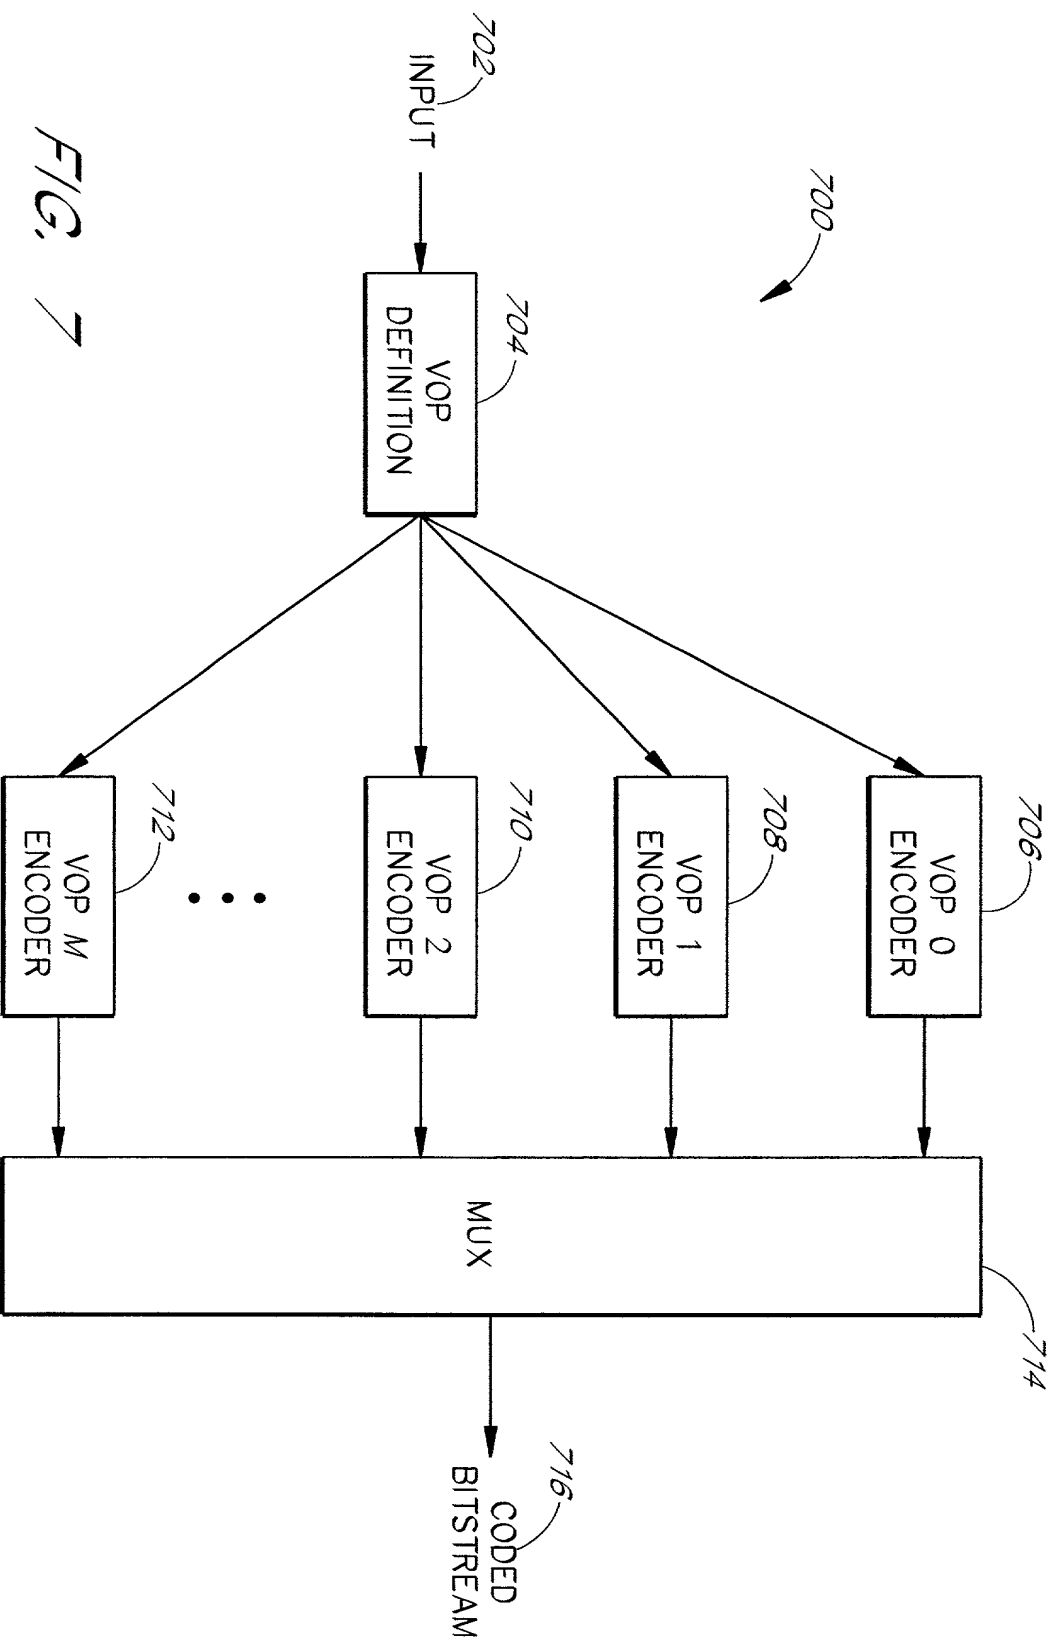 700
702
INPUT
704
VOP
DEFINITION
706
VOP 0
ENCODER
708
VOP 1
ENCODER
710
VOP 2
ENCODER
712
VOP M
ENCODER
714
MUX
716
CODED
BITSTREAM
FIG. 7